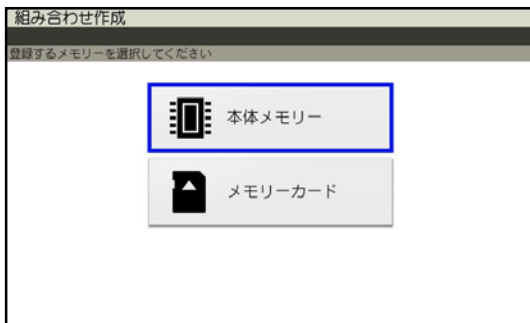 組み合わせ作成
登録するメモリーを選択してください
本体メモリー
メモリーカード